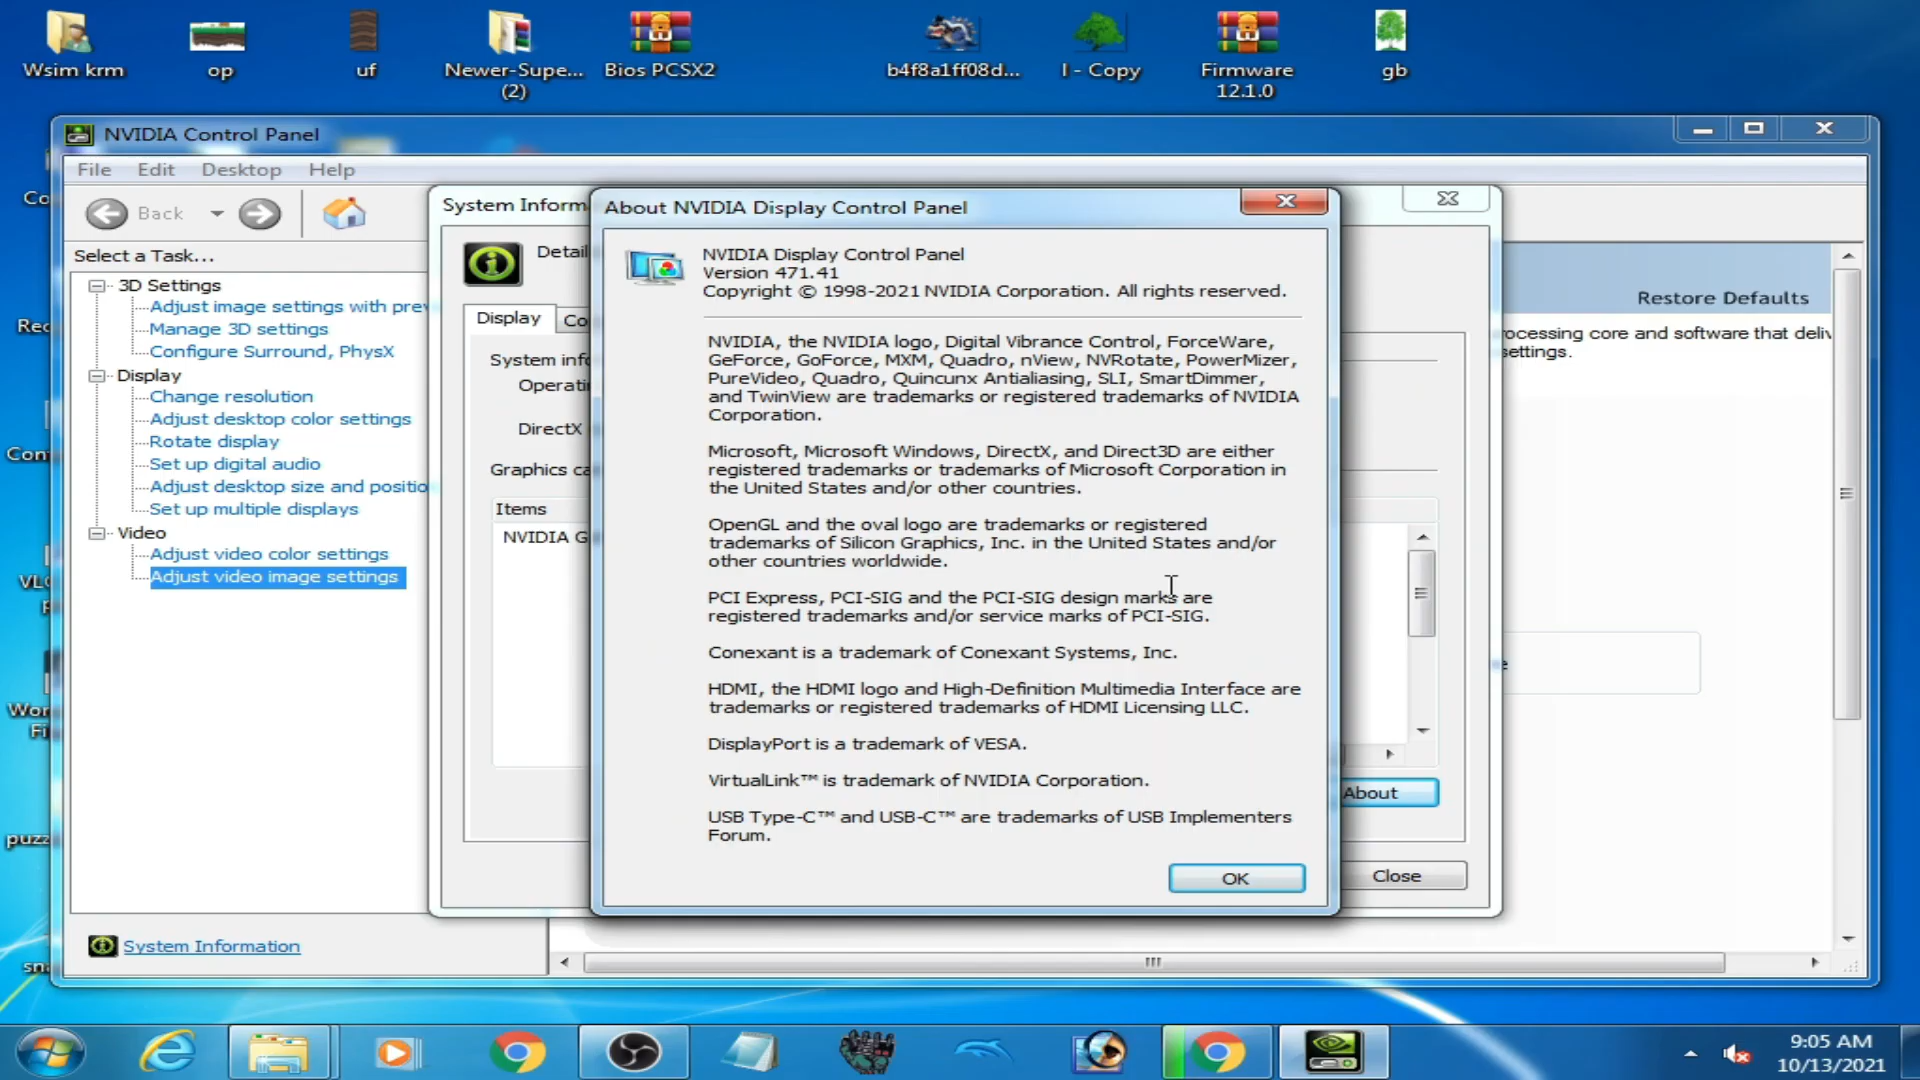 Wsim krm
op
uf
Newer-Supe...
(2)
Bios PCSX2
b4f8a1ff08d...
I - Copy
Firmware
12.1.0
gb
NVIDIA Control Panel
File Edit Desktop Help
Back
Select a Task...
3D Settings
Adjust image settings with prev
Manage 3D settings
Configure Surround, PhysX
Display
Change resolution
Adjust desktop color settings
Rotate display
Set up digital audio
Adjust desktop size and positio
Set up multiple displays
Video
Adjust video color settings
Adjust video image settings
System Information
System Inform
Detail
Display
Co
System info
Operati
DirectX
Graphics ca
Items
NVIDIA G
About
Close
About NVIDIA Display Control Panel
NVIDIA Display Control Panel
Version 471.41
Copyright © 1998-2021 NVIDIA Corporation. All rights reserved.
NVIDIA, the NVIDIA logo, Digital Vibrance Control, ForceWare,
GeForce, GoForce, MXM, Quadro, nView, NVRotate, PowerMizer,
PureVideo, Quadro, Quincunx Antialiasing, SLI, SmartDimmer,
and TwinView are trademarks or registered trademarks of NVIDIA
Corporation.
Microsoft, Microsoft Windows, DirectX, and Direct3D are either
registered trademarks or trademarks of Microsoft Corporation in
the United States and/or other countries.
OpenGL and the oval logo are trademarks or registered
trademarks of Silicon Graphics, Inc. in the United States and/or
other countries worldwide.
PCI Express, PCI-SIG and the PCI-SIG design marks are
registered trademarks and/or service marks of PCI-SIG.
Conexant is a trademark of Conexant Systems, Inc.
HDMI, the HDMI logo and High-Definition Multimedia Interface are
trademarks or registered trademarks of HDMI Licensing LLC.
DisplayPort is a trademark of VESA.
VirtualLink™ is trademark of NVIDIA Corporation.
USB Type-C™ and USB-C™ are trademarks of USB Implementers
Forum.
OK
Restore Defaults
rocessing core and software that deliv
settings.
Co
Rec
Con
VL
Wor
Fi
puzz
sn
9:05 AM
10/13/2021